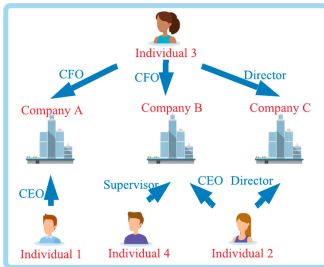 Individual 3
CFO CFO Director
Company A Company B Company C
CEO Supervisor CEO Director
Individual 1 Individual 4 Individual 2